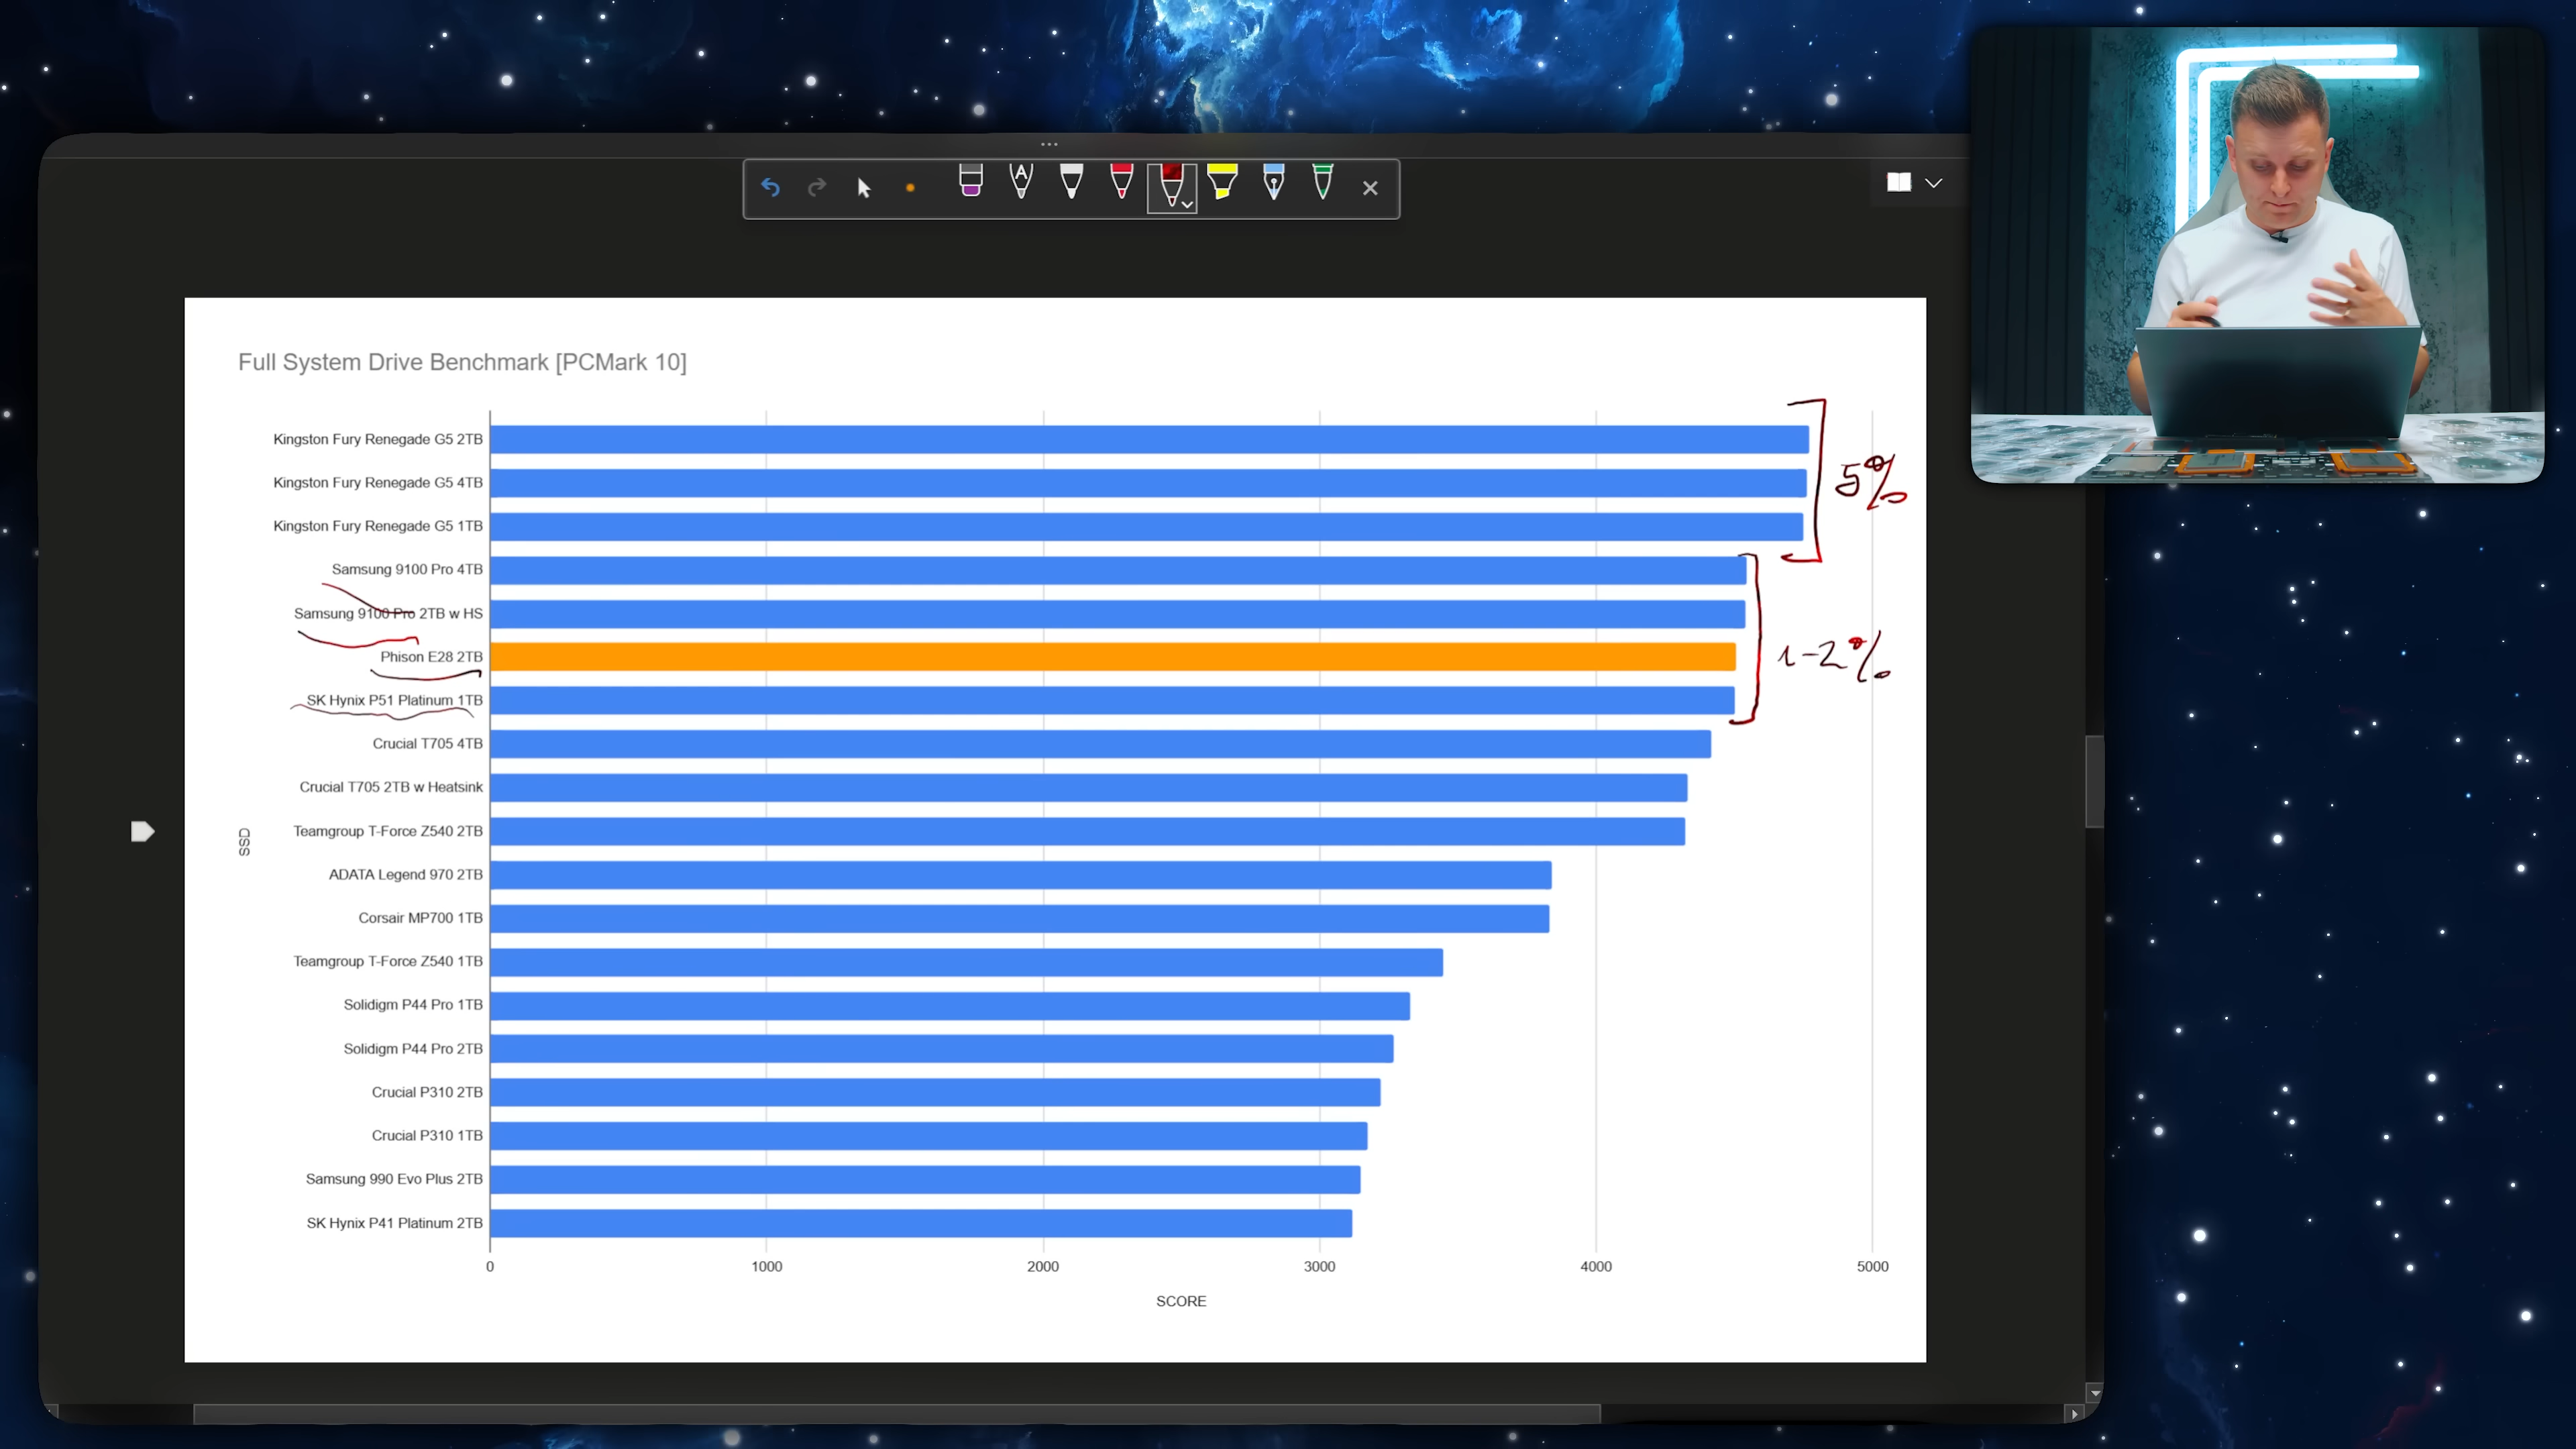 Full System Drive Benchmark [PCMark 10]
Kingston Fury Renegade G5 2TB
Kingston Fury Renegade G5 4TB
5%
Kingston Fury Renegade G5 1TB
Samsung 9100 Pro 4TB
Samsung 9100 Pro 2TB w HS
Phison E28 2TB
1-2%
SK Hynix P51 Platinum 1TB
Crucial T705 4TB
Crucial T705 2TB w Heatsink
Teamgroup T-Force Z540 2TB
ADATA Legend 970 2TB
Corsair MP700 1TB
Teamgroup T-Force Z540 1TB
Solidigm P44 Pro 1TB
Solidigm P44 Pro 2TB
Crucial P310 2TB
Crucial P310 1TB
Samsung 990 Evo Plus 2TB
SK Hynix P41 Platinum 2TB
SSD
0 1000 2000 3000 4000 5000
SCORE